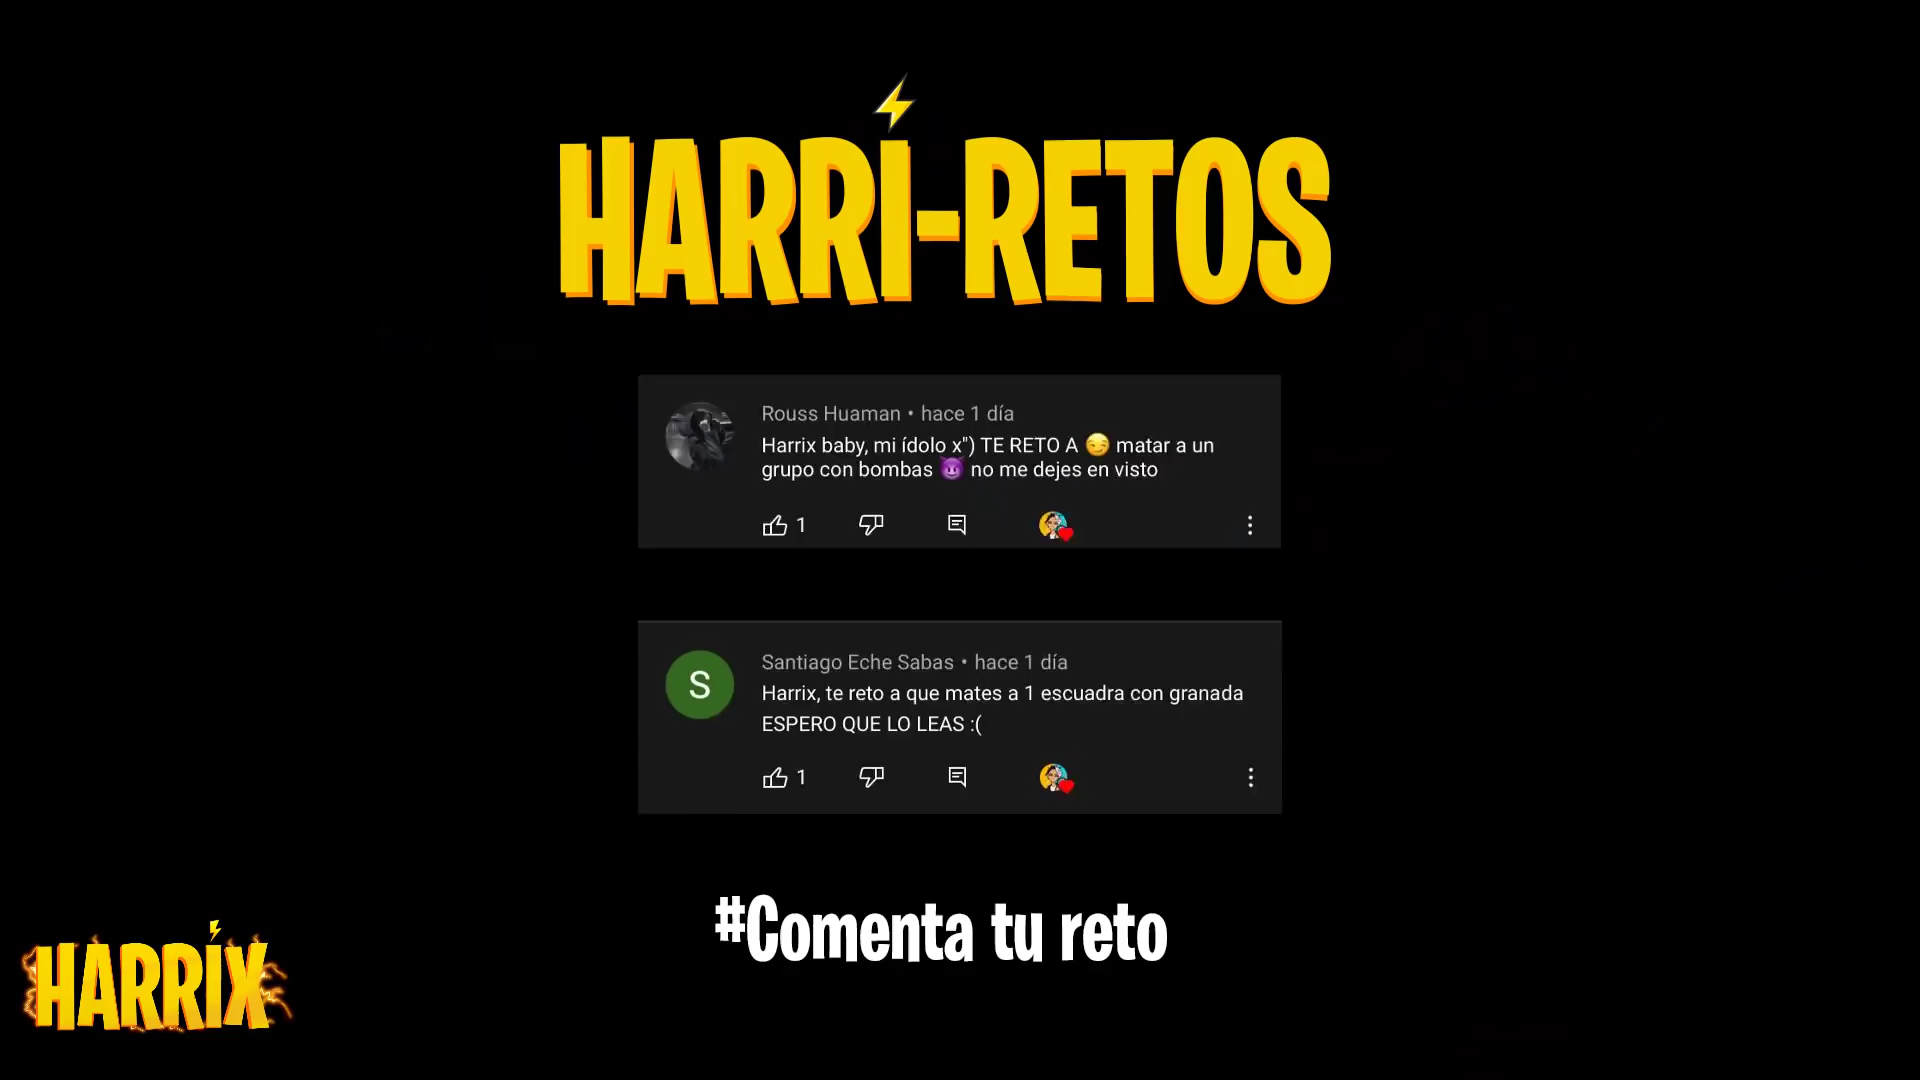 HARRI-RETOS
Rouss Huaman • hace 1 día
Harrix baby, mi ídolo x") TE RETO A 😏 matar a un
grupo con bombas 😈 no me dejes en visto
1
S
Santiago Eche Sabas • hace 1 día
Harrix, te reto a que mates a 1 escuadra con granada
ESPERO QUE LO LEAS :(
1
#Comenta tu reto
HARRIX